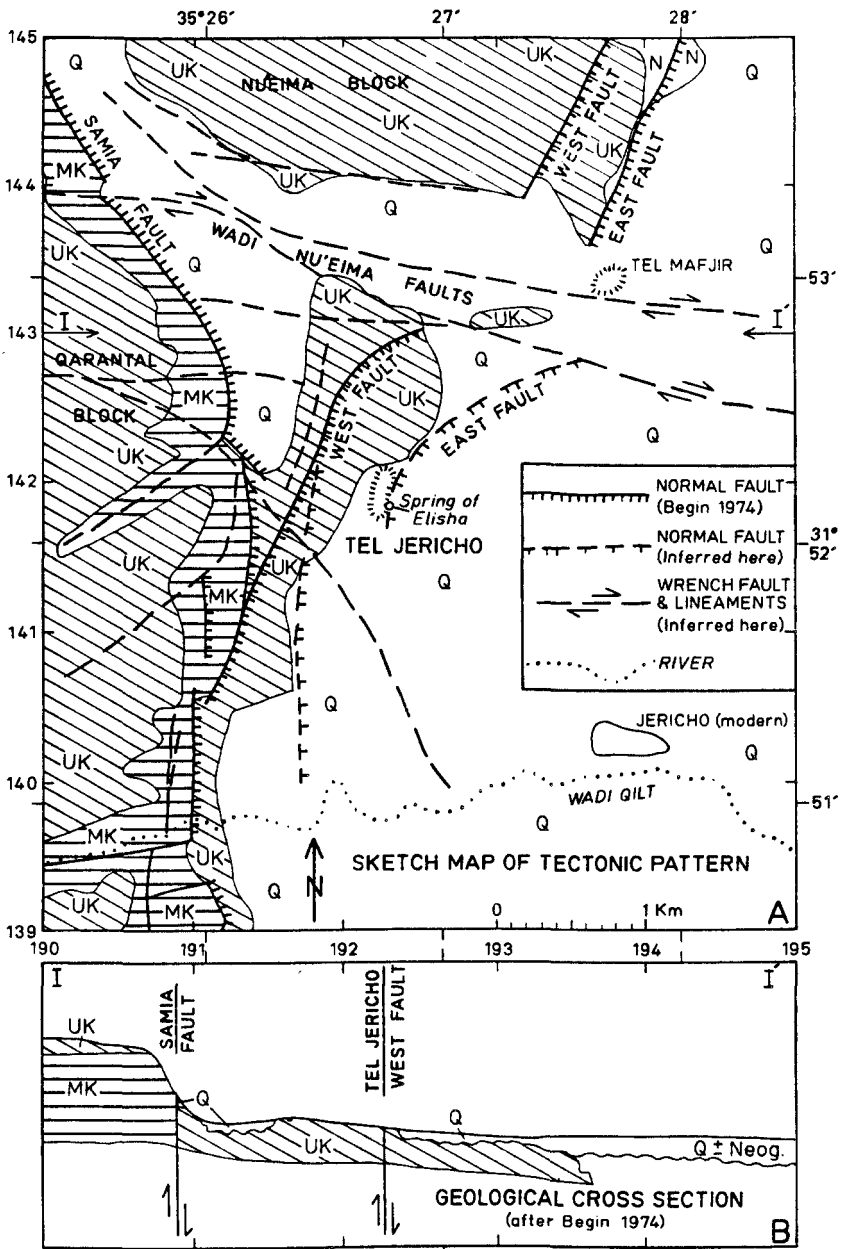 35°26'
27'
28'
145
Q
UK
UK
N
N
Q
NU'EIMA BLOCK
UK
WEST FAULT
UK
EAST FAULT
SAMIA
FAULT
MK
144
UK
Q
WADI
NU'EIMA
FAULTS
UK
Q
Q
TEL MAFJIR
53'
UK
UK
143
I
I'
QARANTAL
BLOCK
MK
Q
WEST FAULT
UK
Q
EAST FAULT
UK
Q
142
Spring of
Elisha
TEL JERICHO
UK
UK
MK
Q
31°
52'
NORMAL FAULT
(Begin 1974)
NORMAL FAULT
(Inferred here)
WRENCH FAULT
& LINEAMENTS
(Inferred here)
RIVER
141
Q
JERICHO (modern)
Q
UK
140
WADI QILT
51'
Q
MK
UK
SKETCH MAP OF TECTONIC PATTERN
Q
N
UK
MK
0 1 Km
A
139
190 191 192 193 194 195
I
I'
SAMIA
FAULT
TEL JERICHO
WEST FAULT
UK
MK
Q
Q
UK
Q ± Neog.
GEOLOGICAL CROSS SECTION
(after Begin 1974)
B